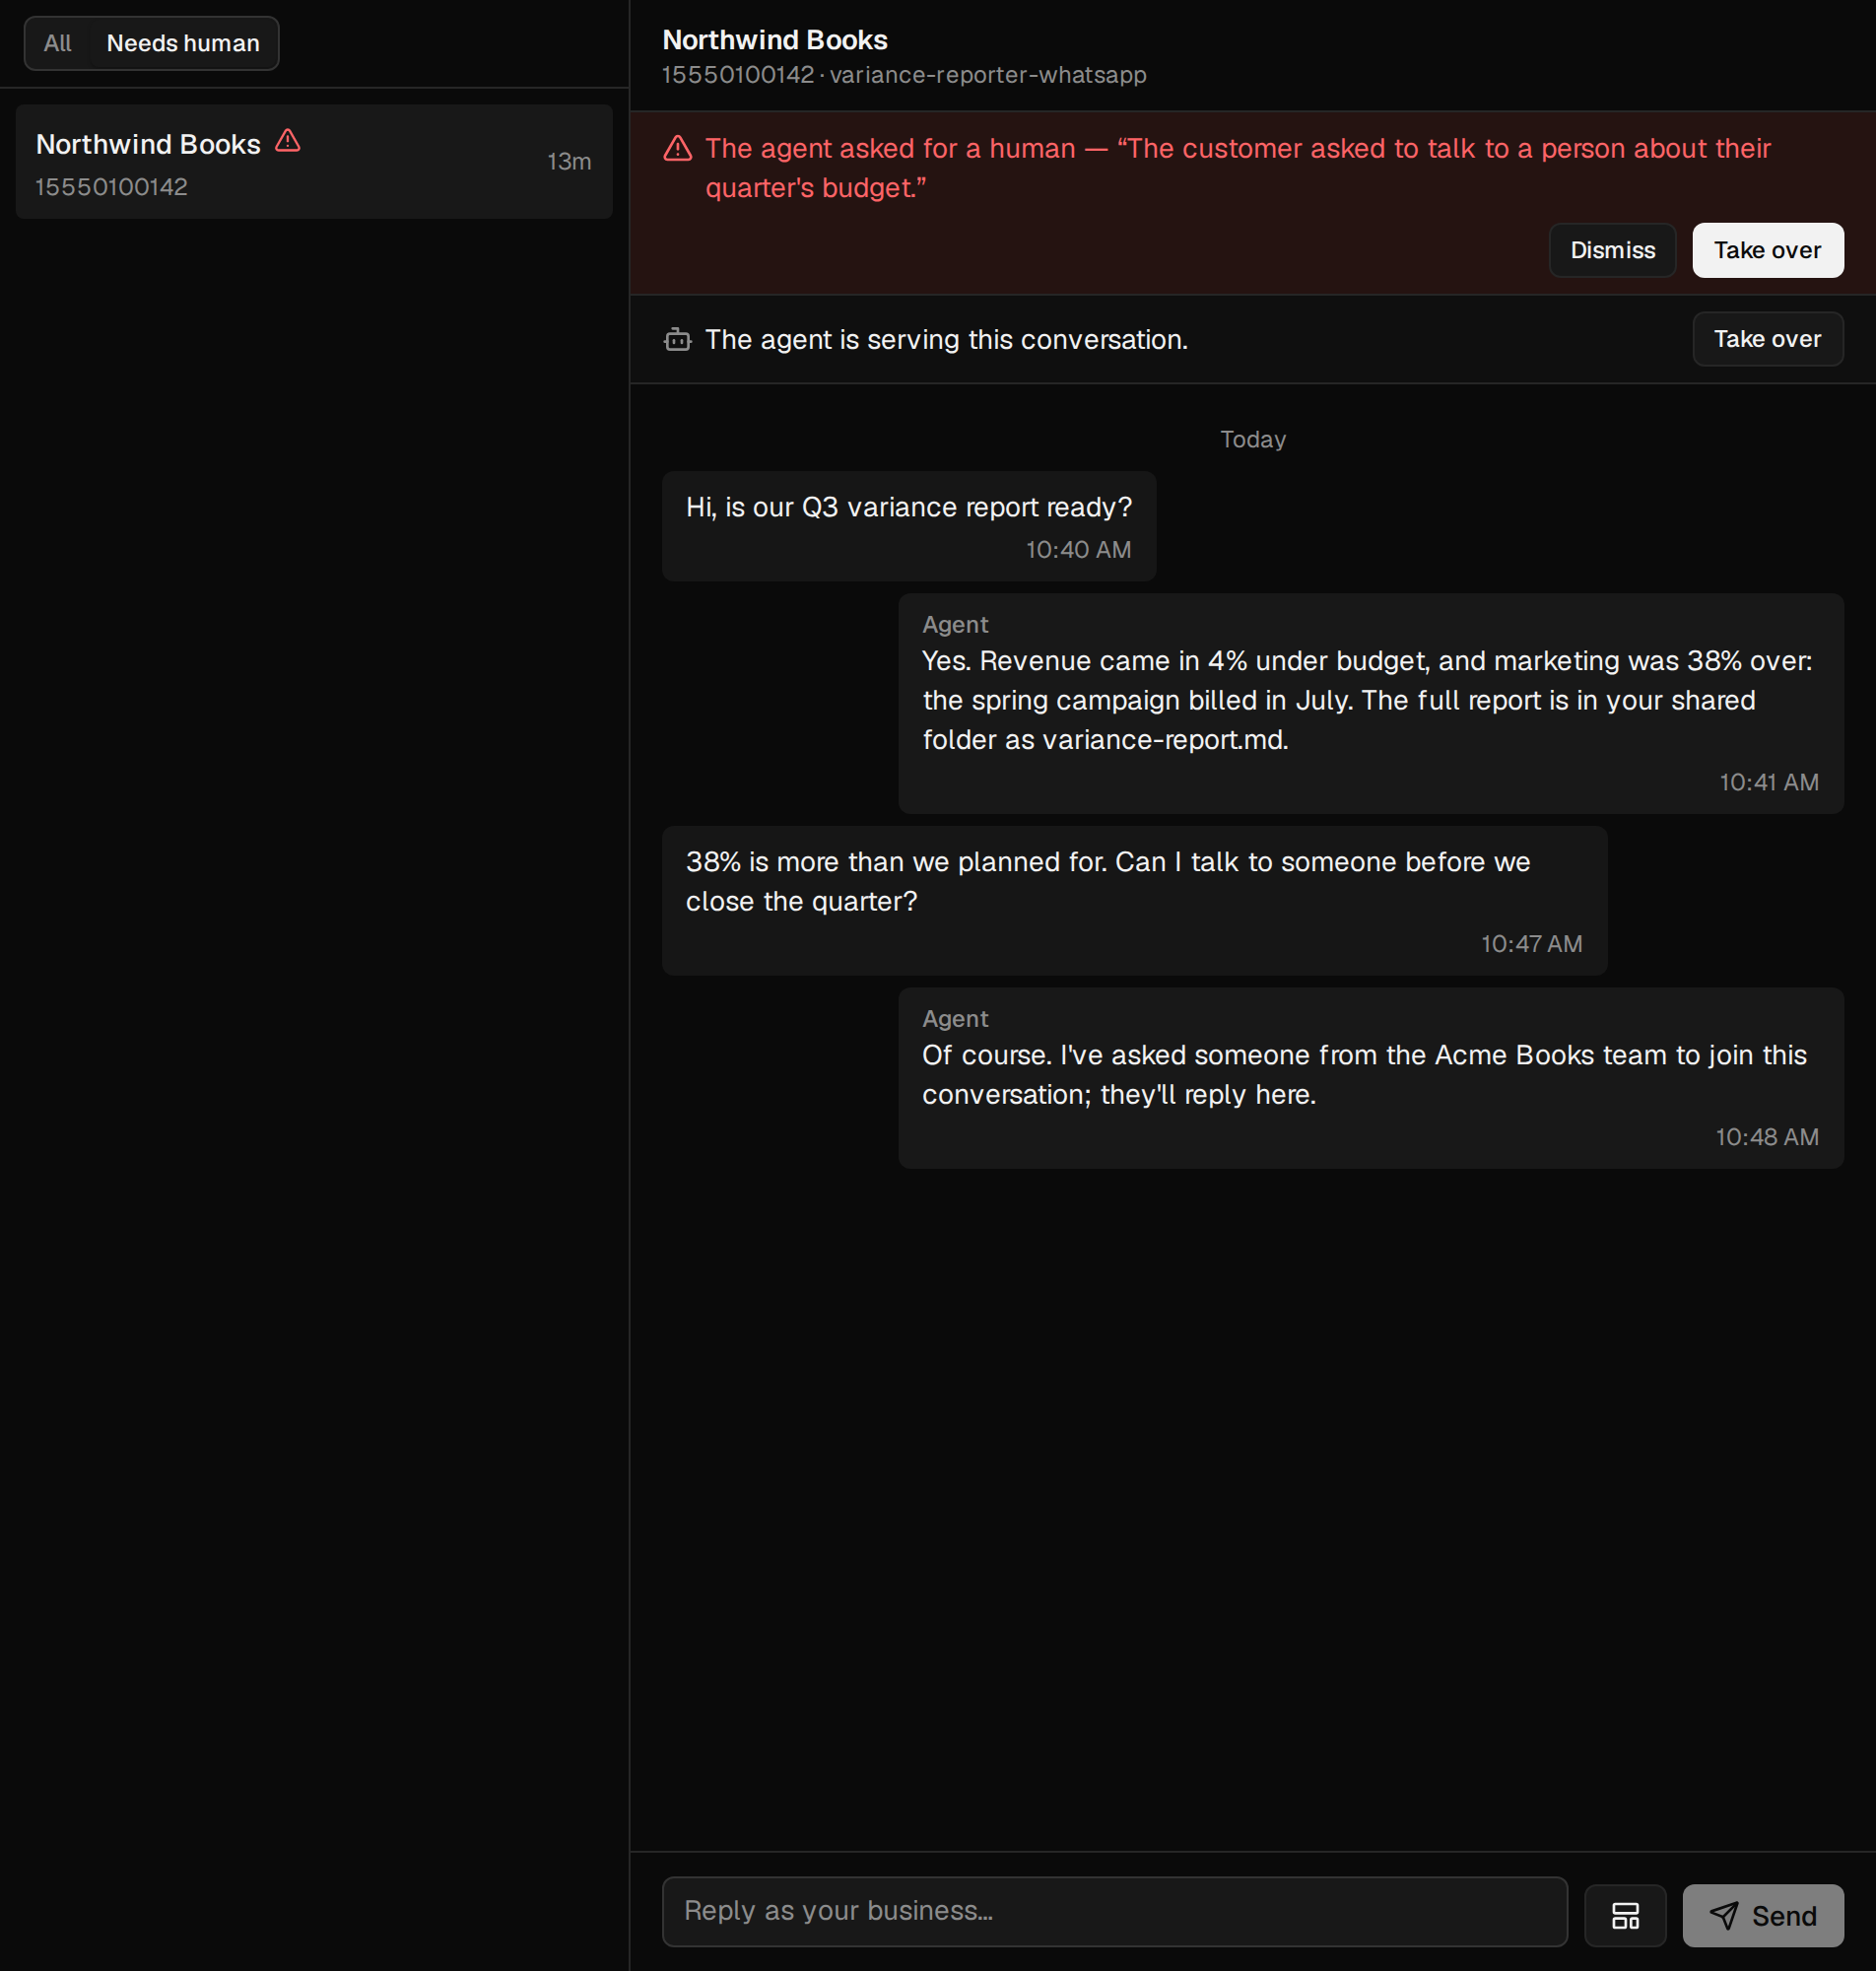 All
Needs human
Northwind Books
15550100142
13m
Northwind Books
15550100142 · variance-reporter-whatsapp
The agent asked for a human — “The customer asked to talk to a person about their
quarter's budget.”
Dismiss
Take over
The agent is serving this conversation.
Take over
Today
Hi, is our Q3 variance report ready?
10:40 AM
Agent
Yes. Revenue came in 4% under budget, and marketing was 38% over:
the spring campaign billed in July. The full report is in your shared
folder as variance-report.md.
10:41 AM
38% is more than we planned for. Can I talk to someone before we
close the quarter?
10:47 AM
Agent
Of course. I've asked someone from the Acme Books team to join this
conversation; they'll reply here.
10:48 AM
Reply as your business...
Send